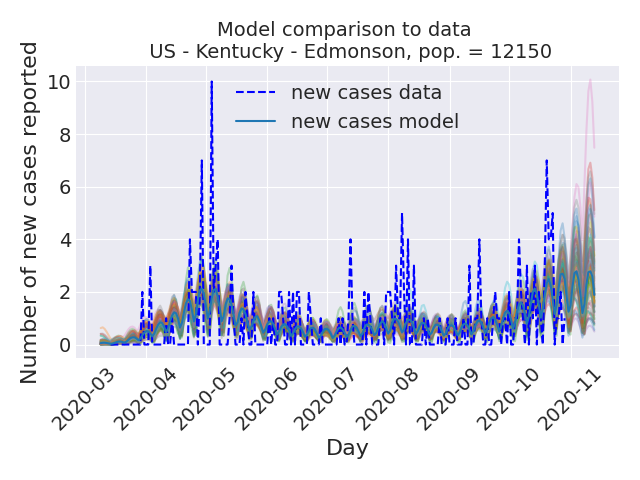 Model comparison to data
US - Kentucky - Edmonson, pop. = 12150
Number of new cases reported
10
8
6
4
2
0
new cases data
new cases model
2020-03
2020-04
2020-05
2020-06
2020-07
2020-08
2020-09
2020-10
2020-11
Day